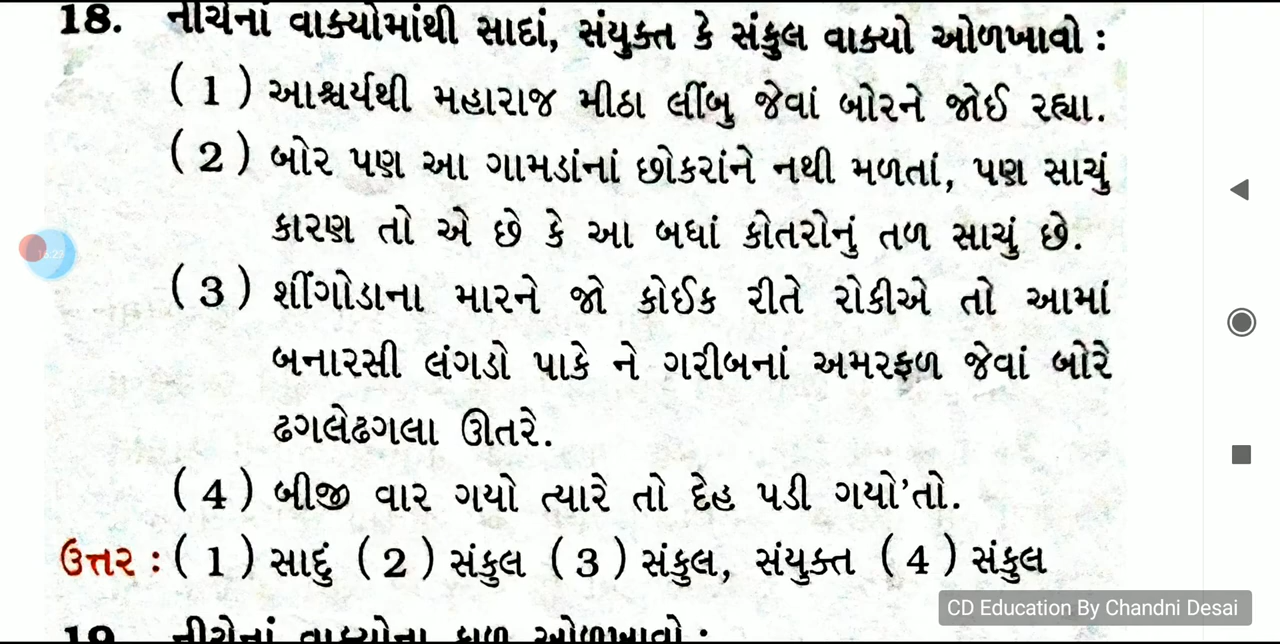 18. નીચેનાં વાક્યોમાંથી સાદાં, સંયુક્ત કે સંકુલ વાક્યો ઓળખાવો :
( 1 ) આશ્ચર્યથી મહારાજ મીઠા લીંબુ જેવાં બોરને જોઈ રહ્યા.
( 2 ) બોર પણ આ ગામડાંનાં છોકરાંને નથી મળતાં, પણ સાચું
કારણ તો એ છે કે આ બધાં કોતરોનું તળ સાચું છે.
( 3 ) શીંગોડાના મારને જો કોઈક રીતે રોકીએ તો આમાં
બનારસી લંગડો પાકે ને ગરીબનાં અમરફળ જેવાં બોરે
ઢગલેઢગલા ઊતરે.
( 4 ) બીજી વાર ગયો ત્યારે તો દેહ પડી ગયો'તો.
ઉત્તર : ( 1 ) સાદું ( 2 ) સંકુલ ( 3 ) સંકુલ, સંયુક્ત ( 4 ) સંકુલ
CD Education By Chandni Desai
19. નીચેનાં વાક્યોના કાળ ઓળખાવો :